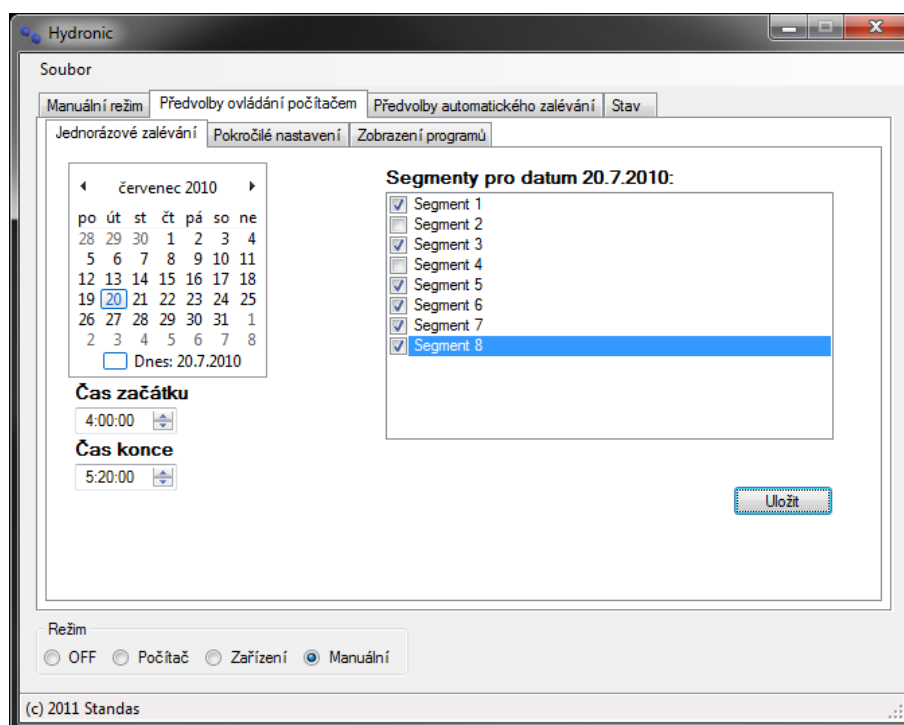 Hydronic
Soubor
Manuální režim Předvolby ovládání počítačem Předvolby automatického zalévání Stav
Jednorázové zalévání Pokročilé nastavení Zobrazení programů
červenec 2010
po út st čt pá so ne
28 29 30 1 2 3 4
5 6 7 8 9 10 11
12 13 14 15 16 17 18
19 20 21 22 23 24 25
26 27 28 29 30 31 1
2 3 4 5 6 7 8
Dnes: 20.7.2010
Čas začátku
4:00:00
Čas konce
5:20:00
Segmenty pro datum 20.7.2010:
Segment 1
Segment 2
Segment 3
Segment 4
Segment 5
Segment 6
Segment 7
Segment 8
Uložit
Režim
OFF Počítač Zařízení Manuální
(c) 2011 Standas